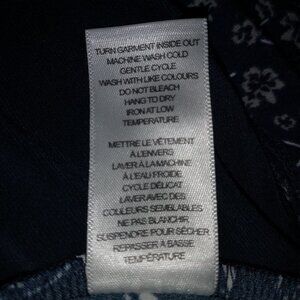 TURN GARMENT INSIDE OUT
MACHINE WASH COLD
GENTLE CYCLE
WASH WITH LIKE COLOURS
DO NOT BLEACH
HANG TO DRY
IRON AT LOW
TEMPERATURE
METTRE LE VÊTEMENT
À L'ENVERS
LAVER À LA MACHINE
À L'EAU FROIDE
CYCLE DÉLICAT
LAVER AVEC DES
COULEURS SEMBLABLES
NE PAS BLANCHIR
SUSPENDRE POUR SÉCHER
REPASSER À BASSE
TEMPÉRATURE